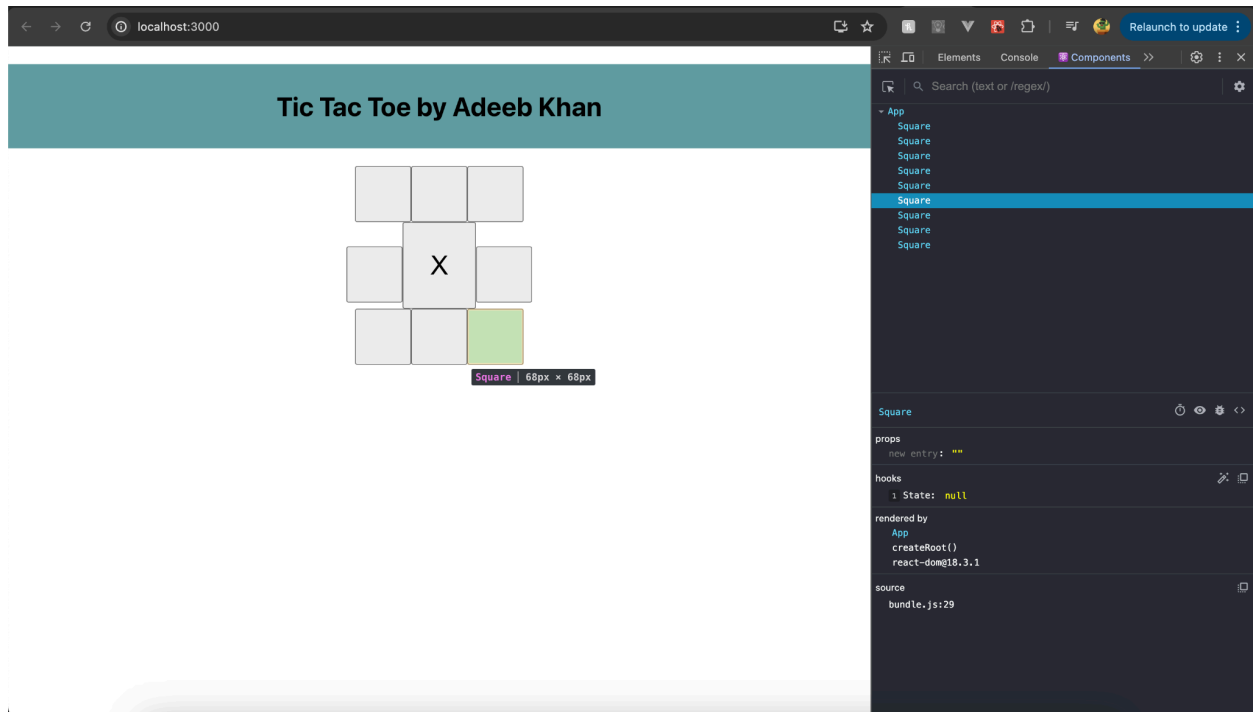 localhost:3000
Relaunch to update
Elements Console Components
Search (text or /regex/)
Tic Tac Toe by Adeeb Khan
App
Square
Square
Square
Square
Square
Square
Square
Square
Square
X
Square | 68px × 68px
Square
props
new entry: ""
hooks
1 State: null
rendered by
App
createRoot()
react-dom@18.3.1
source
bundle.js:29